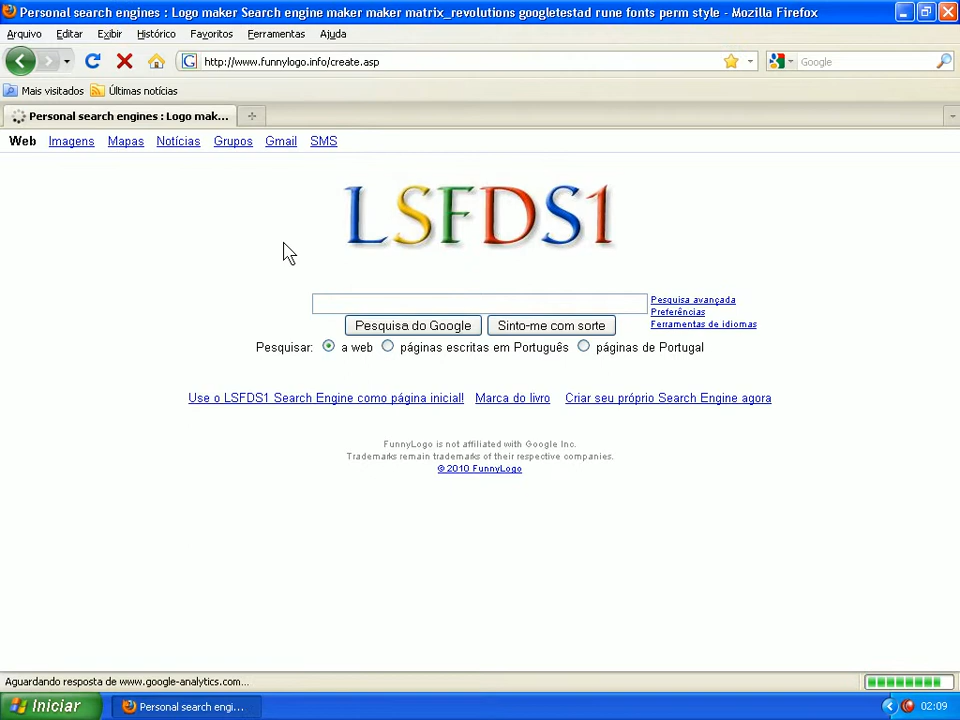 Personal search engines : Logo maker Search engine maker maker matrix_revolutions googletestad rune fonts perm style - Mozilla Firefox
Arquivo Editar Exibir Histórico Favoritos Ferramentas Ajuda
http://www.funnylogo.info/create.asp Google
Mais visitados Últimas notícias
Personal search engines : Logo mak...
Web Imagens Mapas Notícias Grupos Gmail SMS
LSFDS1
Pesquisa avançada
Preferências
Pesquisa do Google Sinto-me com sorte Ferramentas de idiomas
Pesquisar: a web páginas escritas em Português páginas de Portugal
Use o LSFDS1 Search Engine como página inicial! Marca do livro Criar seu próprio Search Engine agora
FunnyLogo is not affiliated with Google Inc.
Trademarks remain trademarks of their respective companies.
© 2010 FunnyLogo
Aguardando resposta de www.google-analytics.com...
Iniciar Personal search engi... 02:09